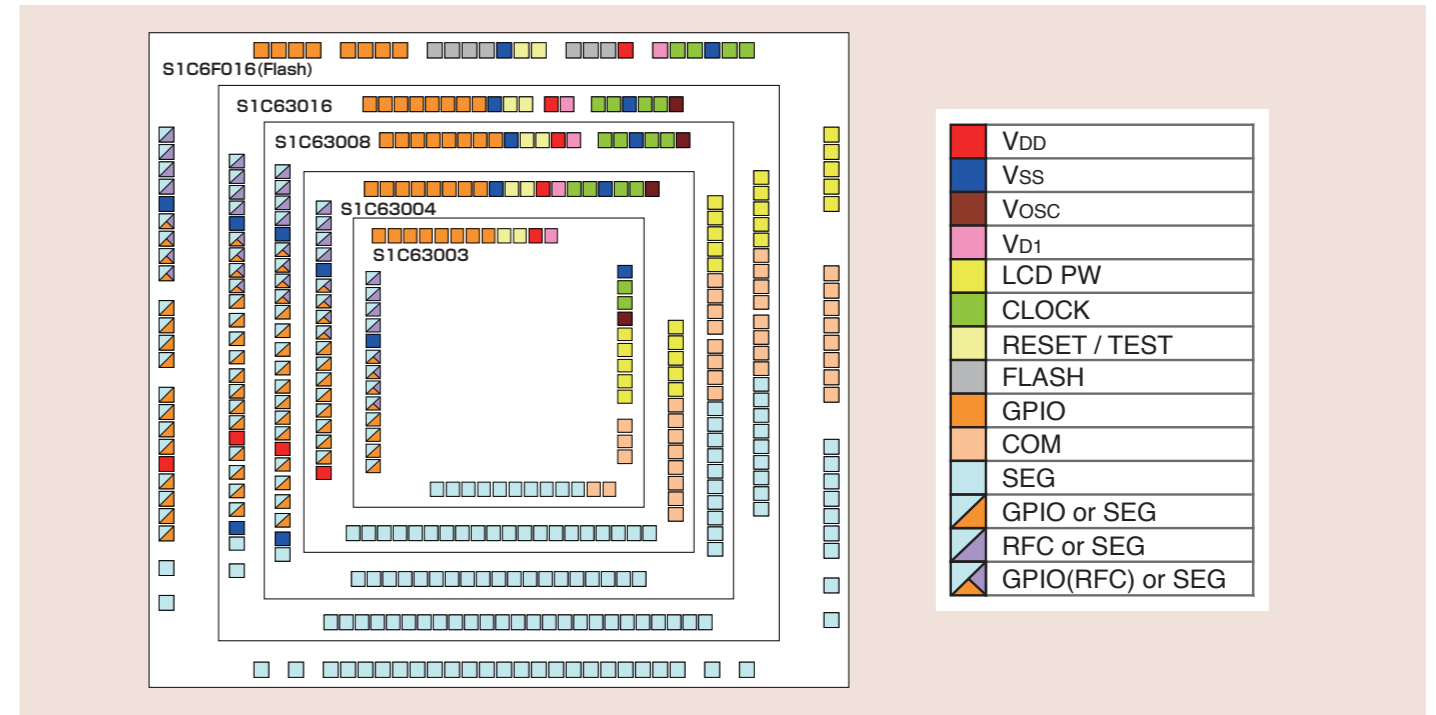 S1C6F016(Flash)
S1C63016
S1C63008
S1C63004
S1C63003
VDD
VSS
VOSC
VD1
LCD PW
CLOCK
RESET / TEST
FLASH
GPIO
COM
SEG
GPIO or SEG
RFC or SEG
GPIO(RFC) or SEG